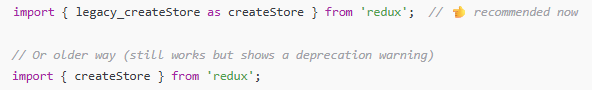 import { legacy_createStore as createStore } from 'redux';  // 👈 recommended now
// Or older way (still works but shows a deprecation warning)
import { createStore } from 'redux';